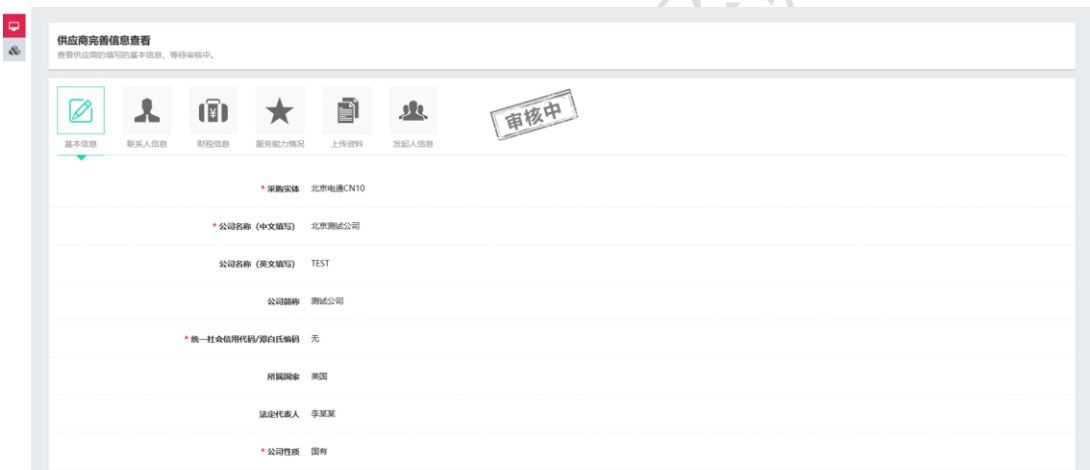 供应商完善信息查看
查看供应商的填写的基本信息，等待审核中。
基本信息 联系人信息 财税信息 服务能力情况 上传资料 发起人信息 审核中
* 采购实体 北京电通CN10
* 公司名称（中文填写） 北京测试公司
公司名称（英文填写） TEST
公司简称 测试公司
* 统一社会信用代码/邓白氏编码 无
所属国家 美国
法定代表人 李某某
* 公司性质 国有